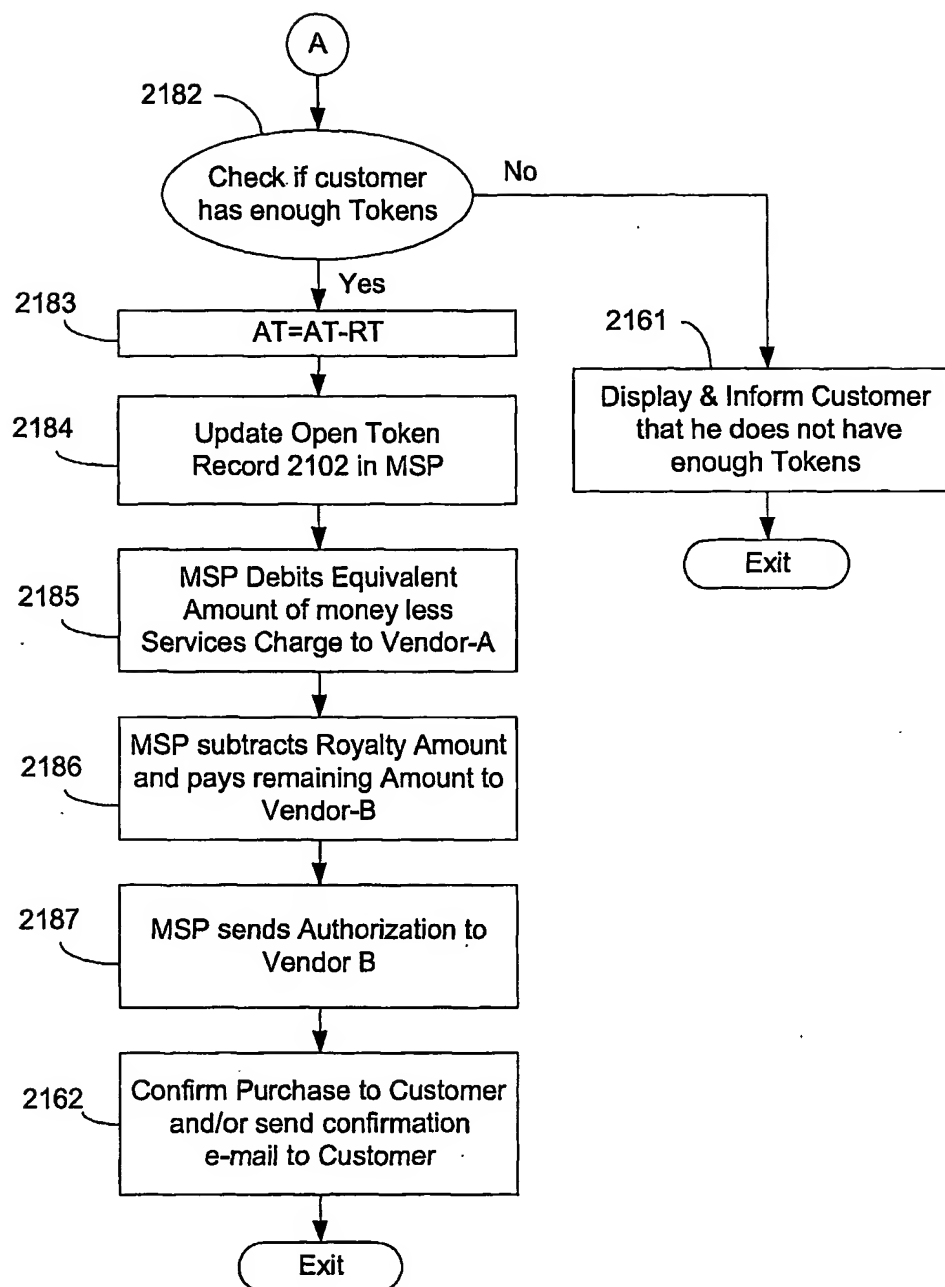 A
2182
Check if customer
has enough Tokens
No
Yes
2183
AT=AT-RT
2161
Display & Inform Customer
that he does not have
enough Tokens
Exit
2184
Update Open Token
Record 2102 in MSP
2185
MSP Debits Equivalent
Amount of money less
Services Charge to Vendor-A
2186
MSP subtracts Royalty Amount
and pays remaining Amount to
Vendor-B
2187
MSP sends Authorization to
Vendor B
2162
Confirm Purchase to Customer
and/or send confirmation
e-mail to Customer
Exit